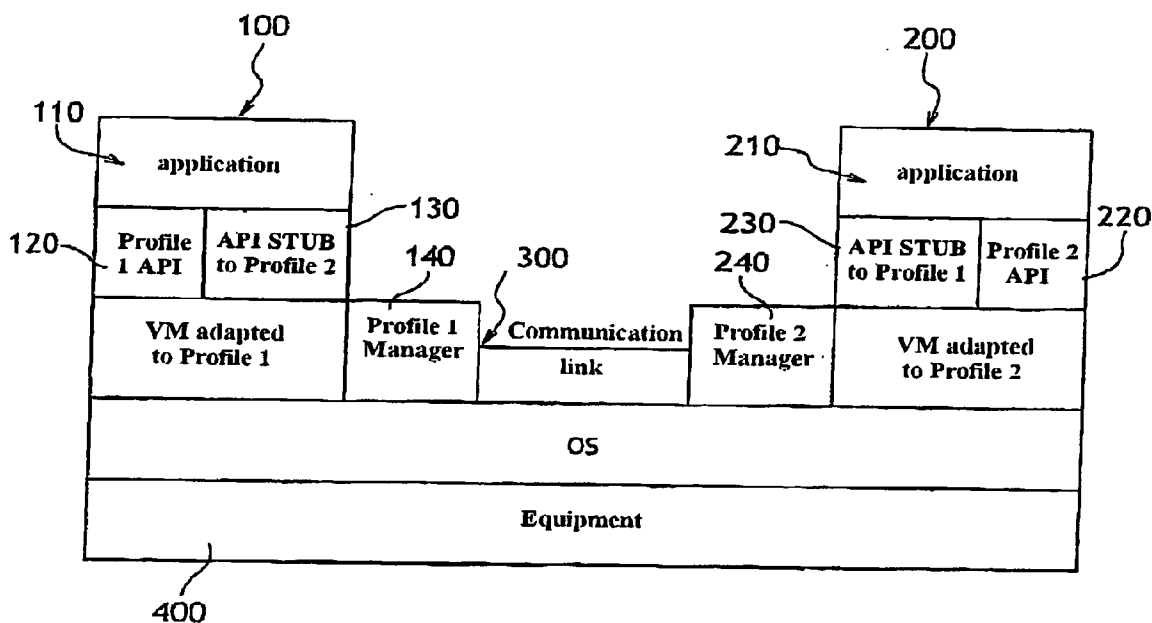 100
200
110
application
210
application
120
Profile
1 API
API STUB
to Profile 2
130
140
300
240
230
API STUB
to Profile 1
Profile 2
API
220
VM adapted
to Profile 1
Profile 1
Manager
Communication
link
Profile 2
Manager
VM adapted
to Profile 2
OS
Equipment
400